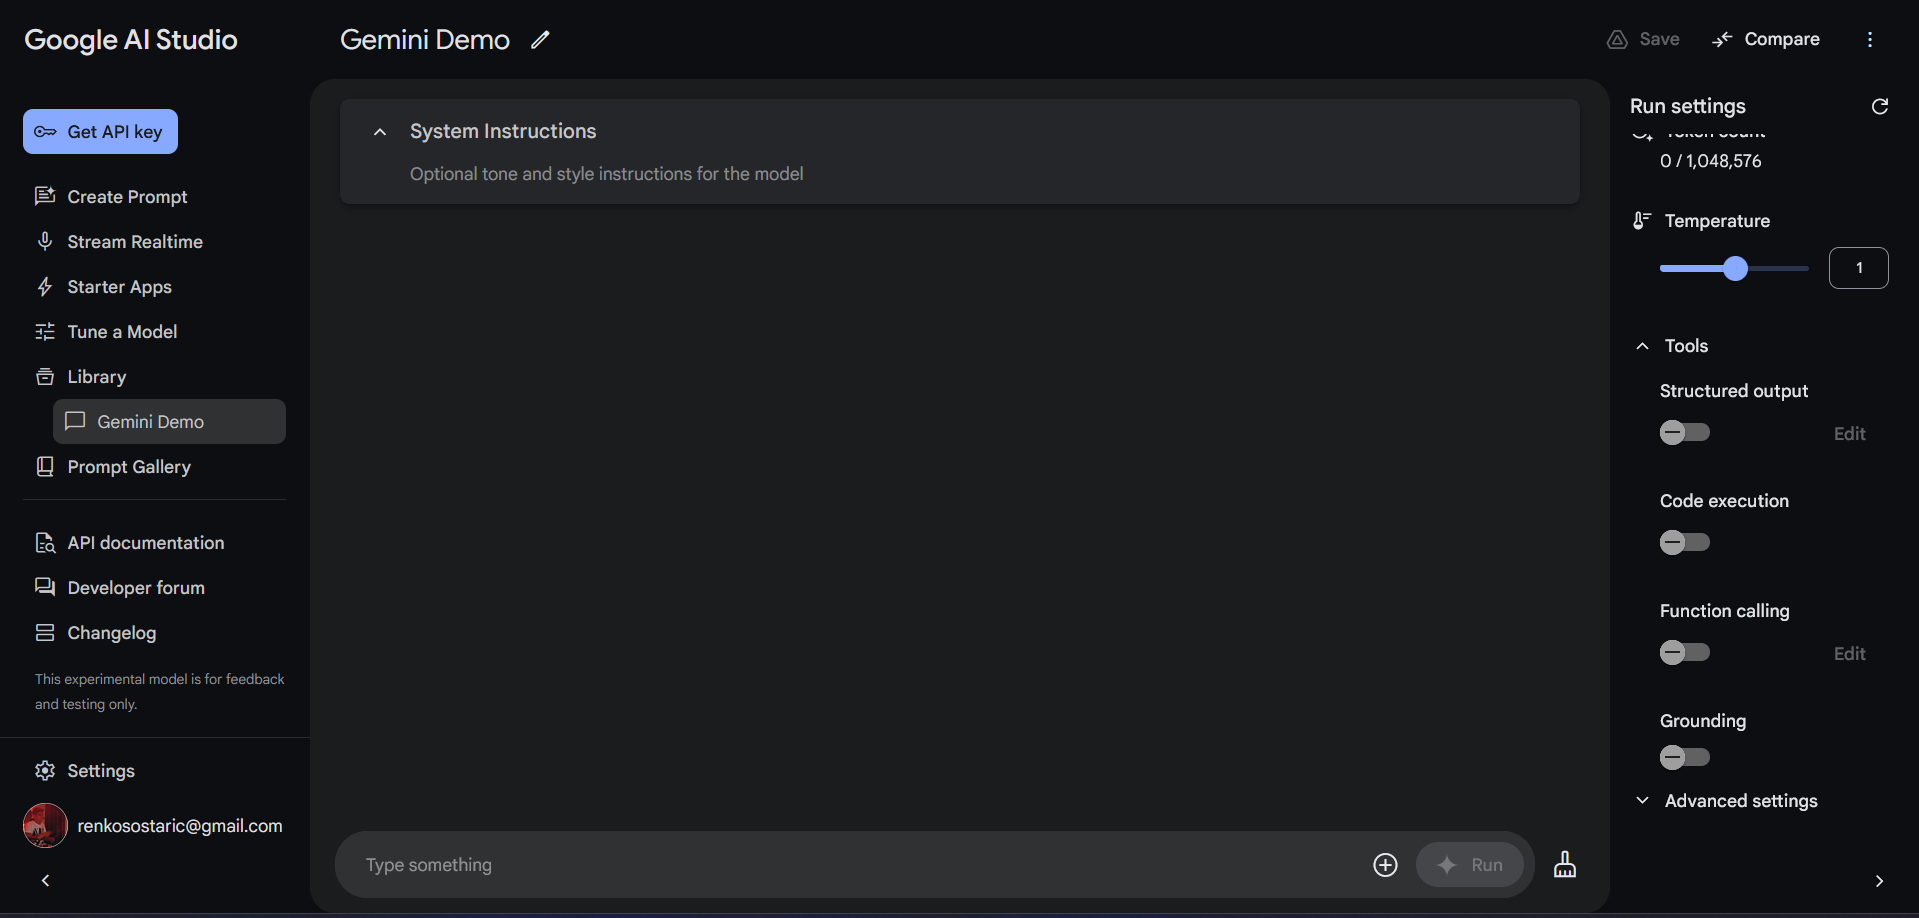 Google AI Studio
Gemini Demo
Save
Compare
Get API key
Create Prompt
Stream Realtime
Starter Apps
Tune a Model
Library
Gemini Demo
Prompt Gallery
API documentation
Developer forum
Changelog
This experimental model is for feedback
and testing only.
Settings
renkosostaric@gmail.com
System Instructions
Optional tone and style instructions for the model
Type something
Run
Run settings
Token count
0 / 1,048,576
Temperature
1
Tools
Structured output
Edit
Code execution
Function calling
Edit
Grounding
Advanced settings